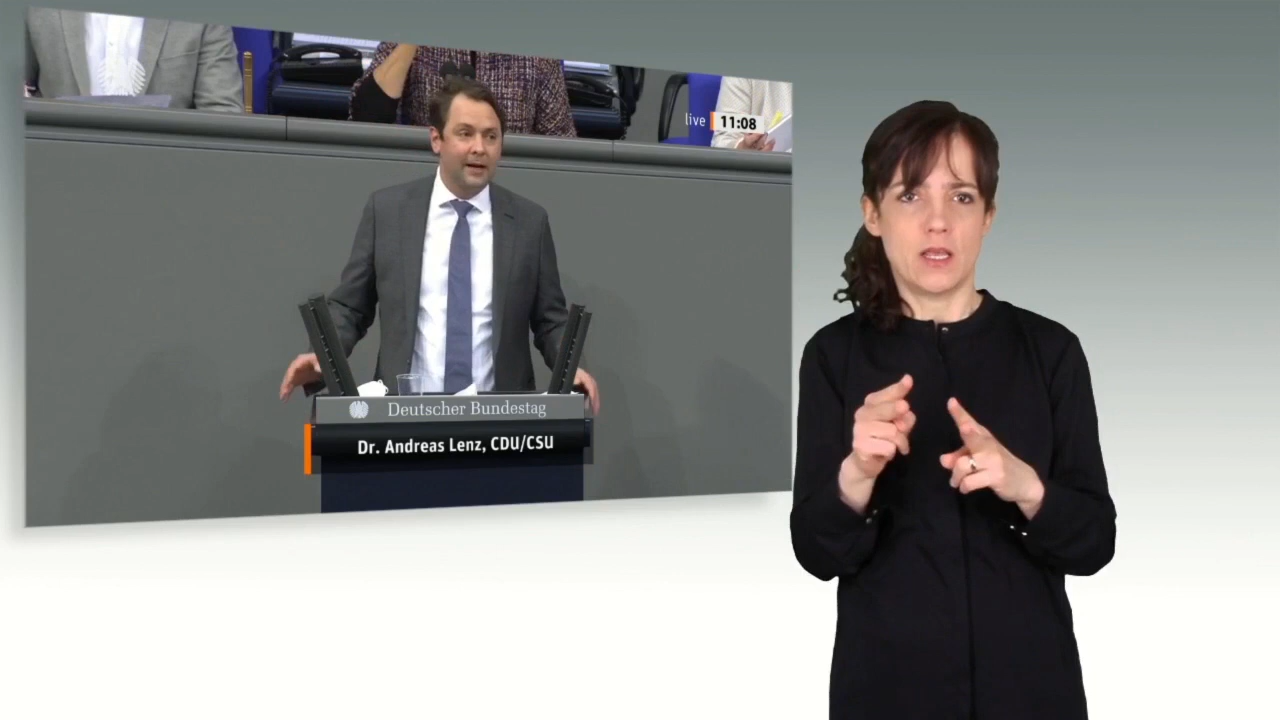 live 11:08
Deutscher Bundestag
Dr. Andreas Lenz, CDU/CSU